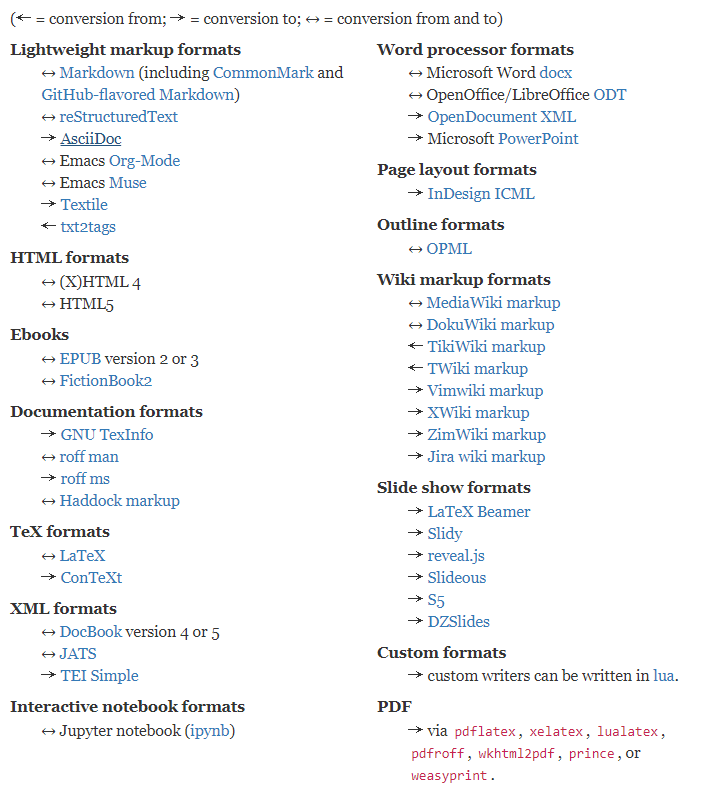 (← = conversion from; → = conversion to; ↔ = conversion from and to)
Lightweight markup formats
↔ Markdown (including CommonMark and
GitHub-flavored Markdown)
↔ reStructuredText
→ AsciiDoc
↔ Emacs Org-Mode
↔ Emacs Muse
→ Textile
← txt2tags
HTML formats
↔ (X)HTML 4
↔ HTML5
Ebooks
↔ EPUB version 2 or 3
↔ FictionBook2
Documentation formats
→ GNU TexInfo
↔ roff man
→ roff ms
↔ Haddock markup
TeX formats
↔ LaTeX
→ ConTeXt
XML formats
↔ DocBook version 4 or 5
↔ JATS
→ TEI Simple
Interactive notebook formats
↔ Jupyter notebook (ipynb)
Word processor formats
↔ Microsoft Word docx
↔ OpenOffice/LibreOffice ODT
→ OpenDocument XML
→ Microsoft PowerPoint
Page layout formats
→ InDesign ICML
Outline formats
↔ OPML
Wiki markup formats
↔ MediaWiki markup
↔ DokuWiki markup
← TikiWiki markup
← TWiki markup
→ Vimwiki markup
→ XWiki markup
→ ZimWiki markup
→ Jira wiki markup
Slide show formats
→ LaTeX Beamer
→ Slidy
→ reveal.js
→ Slideous
→ S5
→ DZSlides
Custom formats
→ custom writers can be written in lua.
PDF
→ via pdflatex, xelatex, lualatex,
pdfroff, wkhtml2pdf, prince, or
weasyprint.